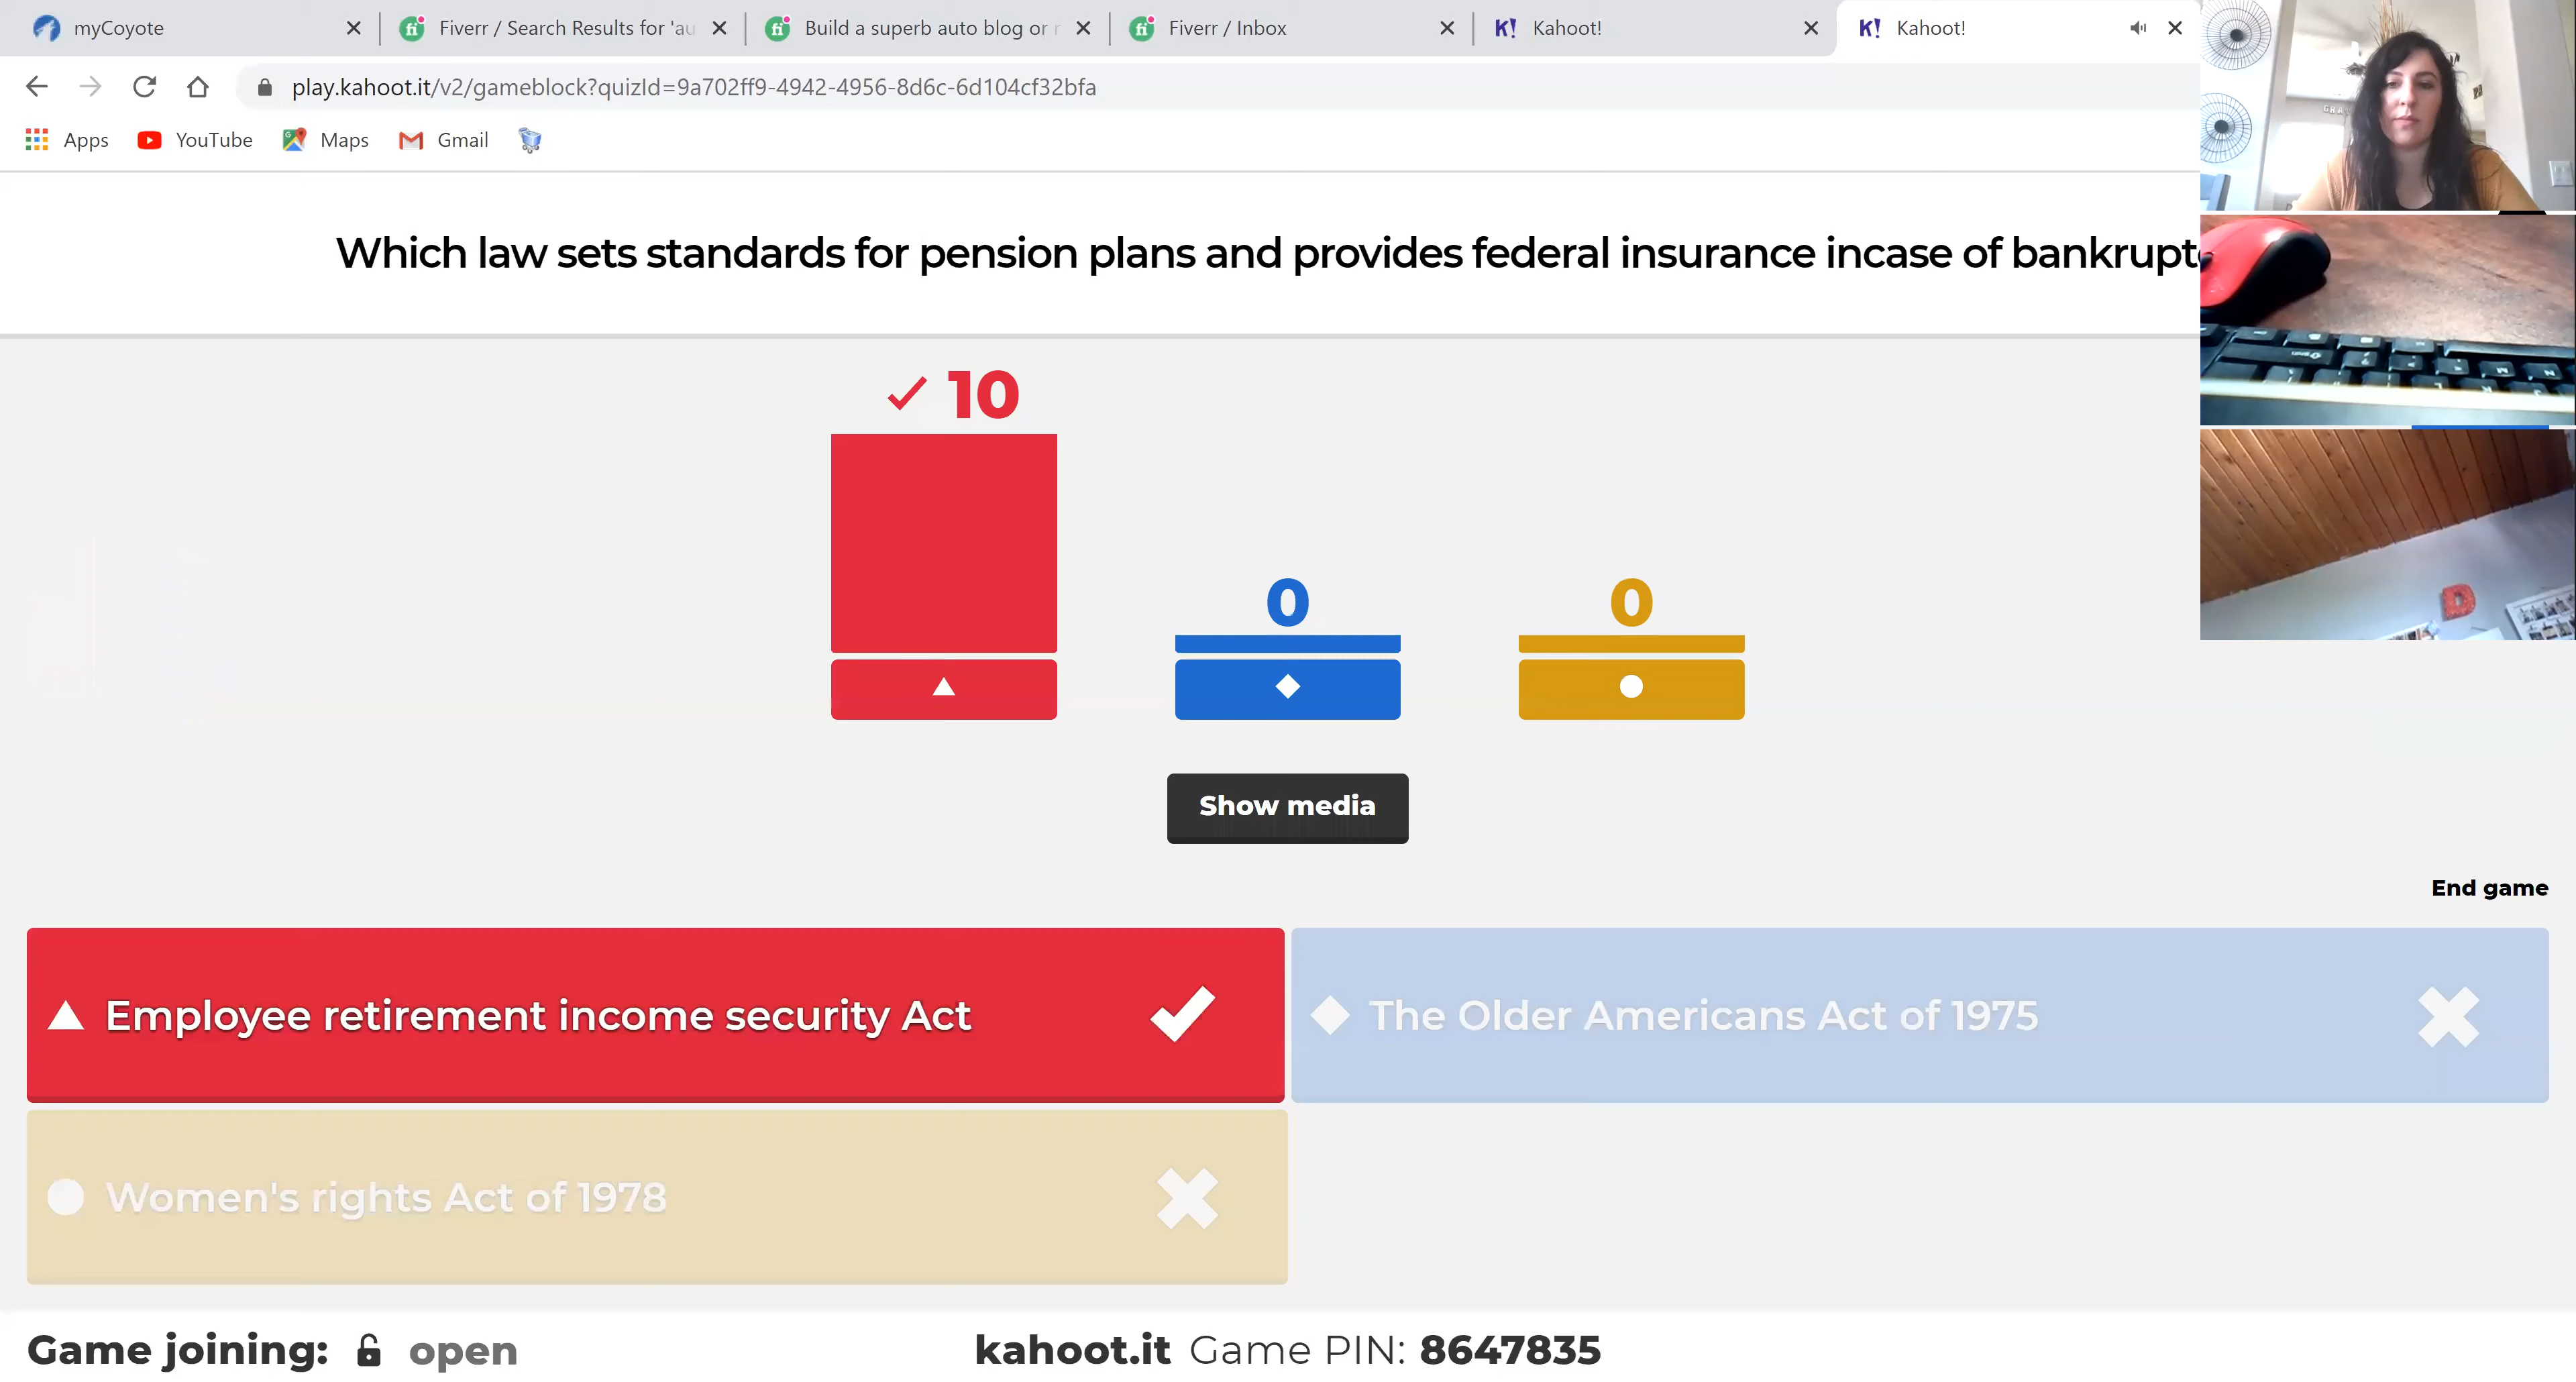 myCoyote
Fiverr / Search Results for 'au
Build a superb auto blog or
Fiverr / Inbox
Kahoot!
Kahoot!
play.kahoot.it/v2/gameblock?quizId=9a702ff9-4942-4956-8d6c-6d104cf32bfa
Apps
YouTube
Maps
Gmail
Which law sets standards for pension plans and provides federal insurance incase of bankrupt
10
0
0
Show media
End game
Employee retirement income security Act
The Older Americans Act of 1975
Women's rights Act of 1978
Game joining: open
kahoot.it Game PIN: 8647835
D